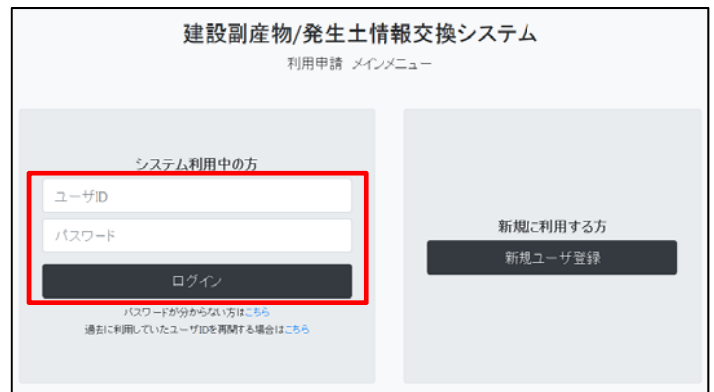 建設副産物/発生土情報交換システム
利用申請 メインメニュー
システム利用中の方
ユーザID
パスワード
ログイン
パスワードが分からない方はこちら
過去に利用していたユーザIDを再開する場合はこちら
新規に利用する方
新規ユーザ登録